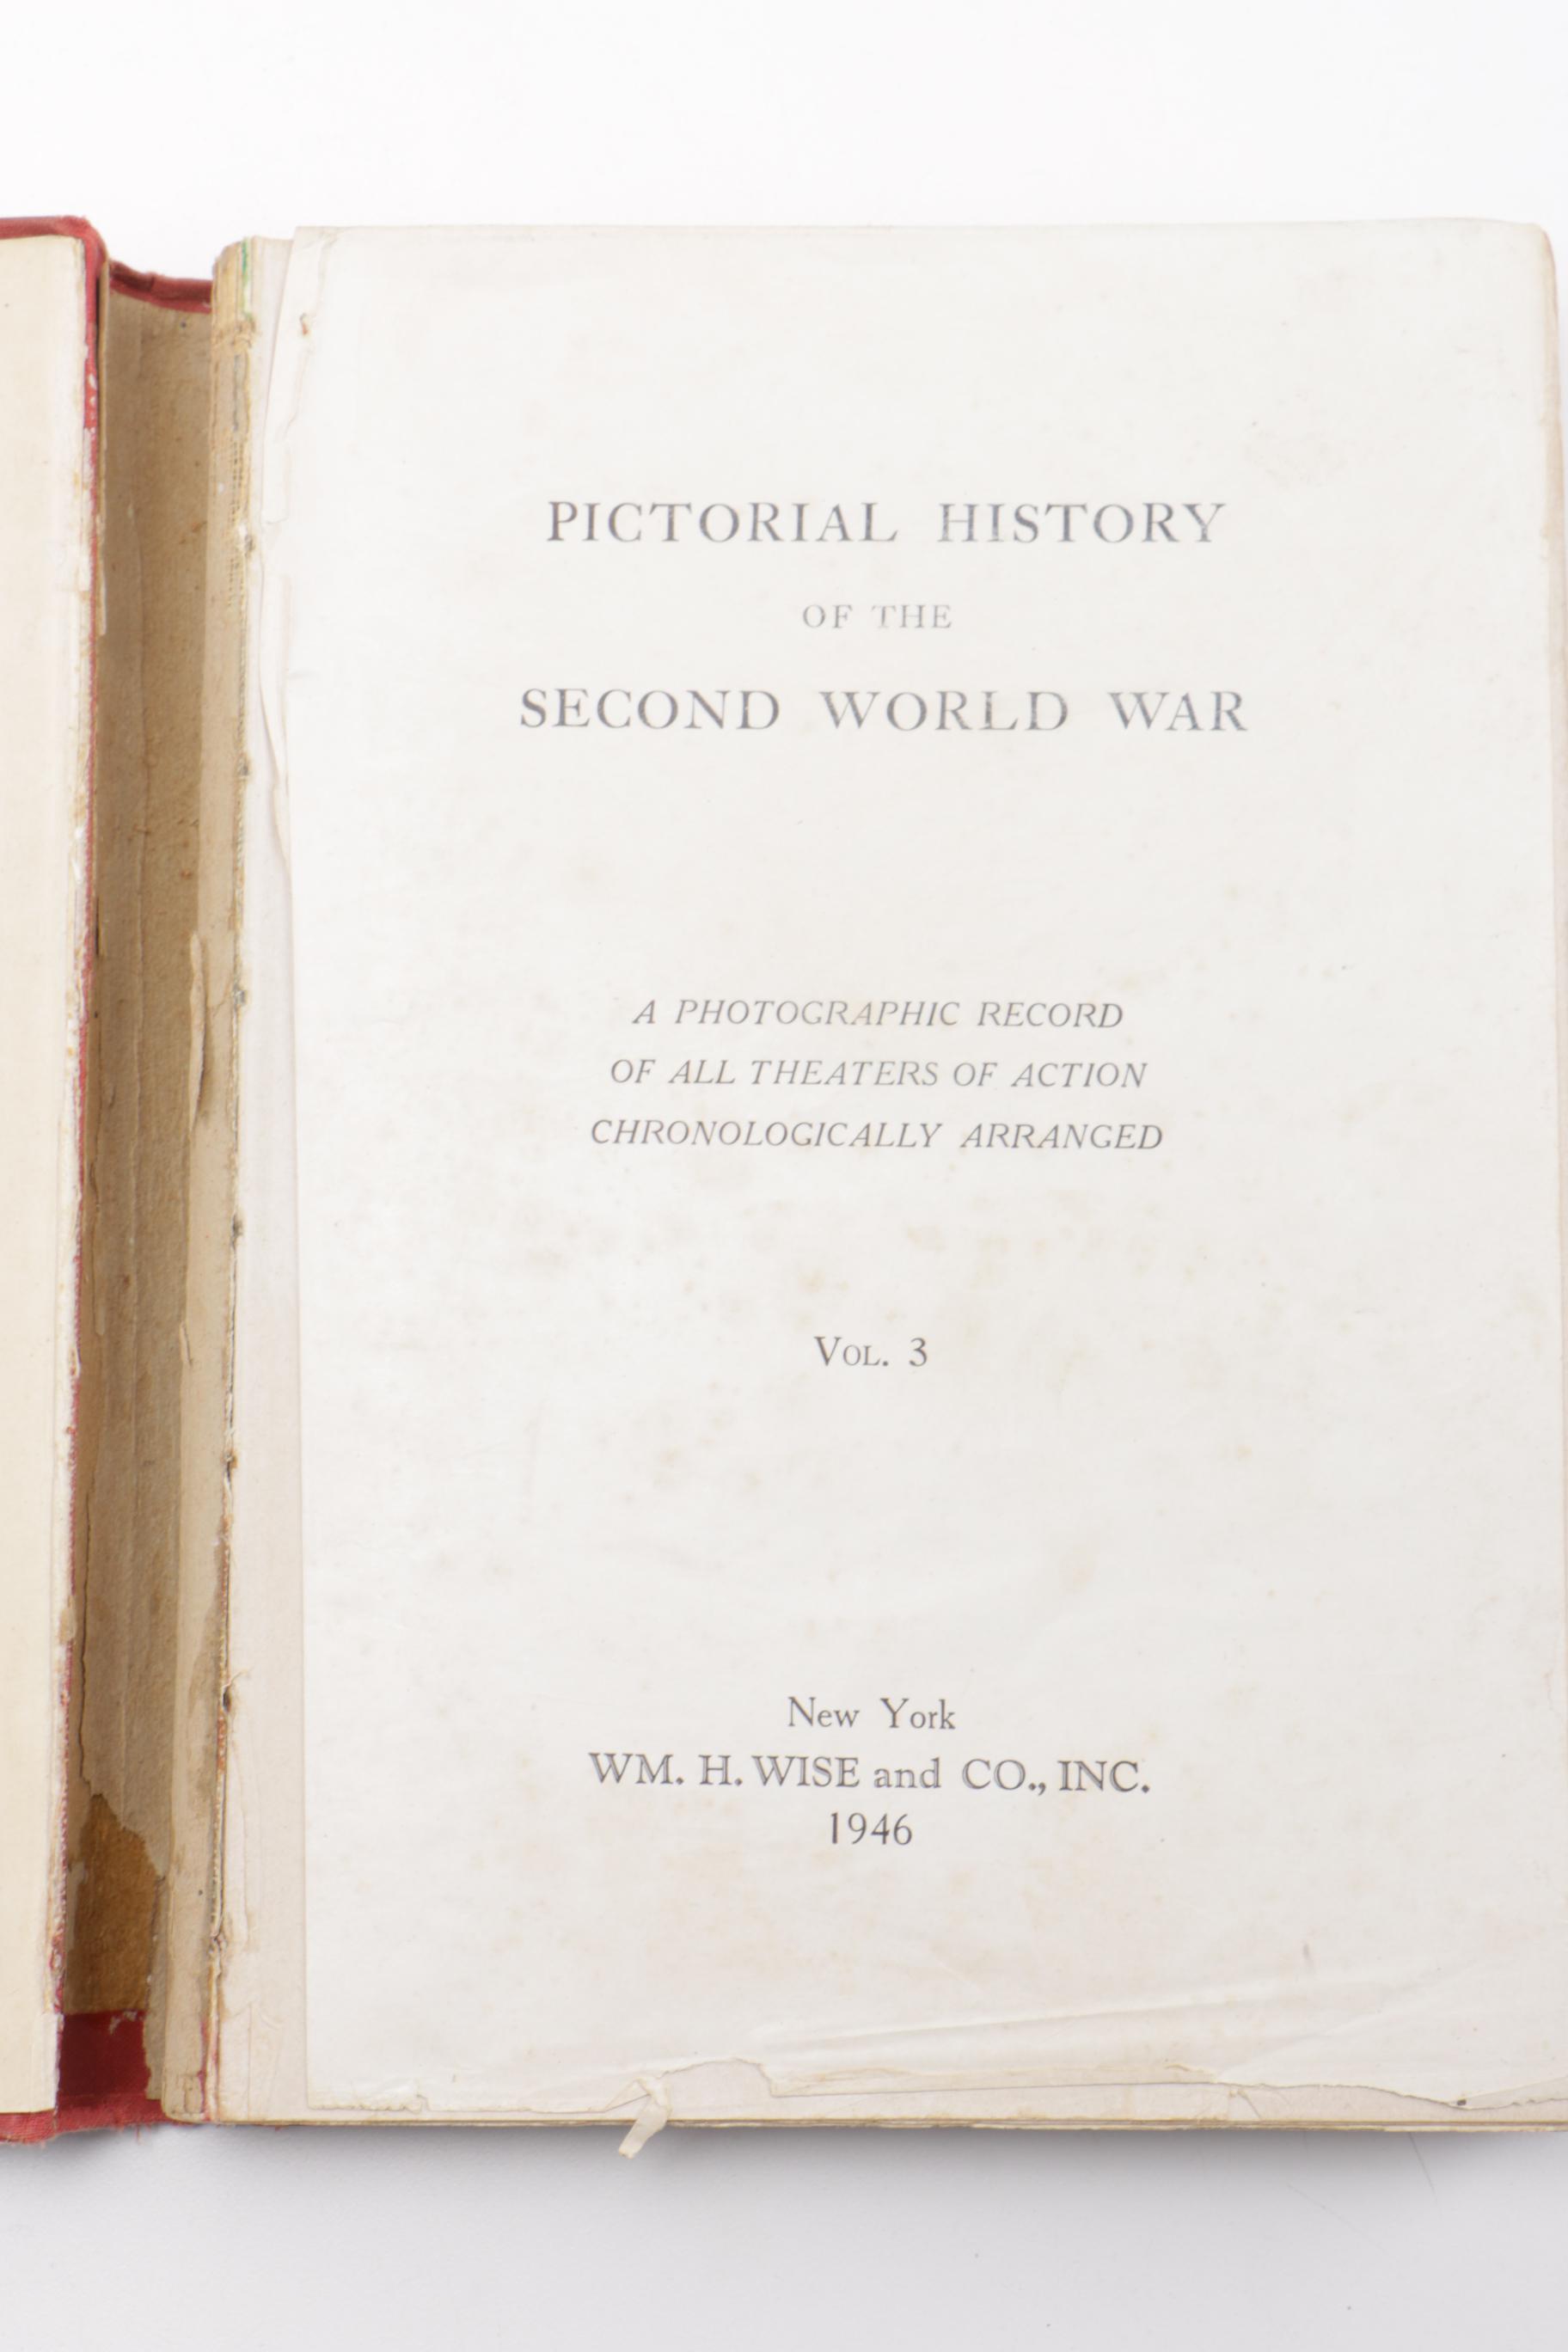 PICTORIAL HISTORY
OF THE
SECOND WORLD WAR
A PHOTOGRAPHIC RECORD
OF ALL THEATERS OF ACTION
CHRONOLOGICALLY ARRANGED
VOL. 3
New York
WM. H. WISE and CO., INC.
1946